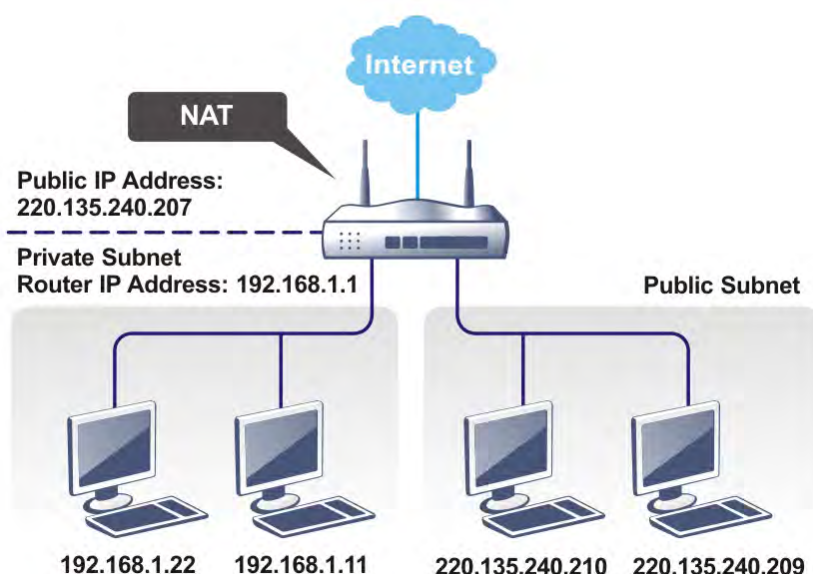 Internet
NAT
Public IP Address:
220.135.240.207
Private Subnet
Router IP Address: 192.168.1.1
Public Subnet
192.168.1.22
192.168.1.11
220.135.240.210
220.135.240.209